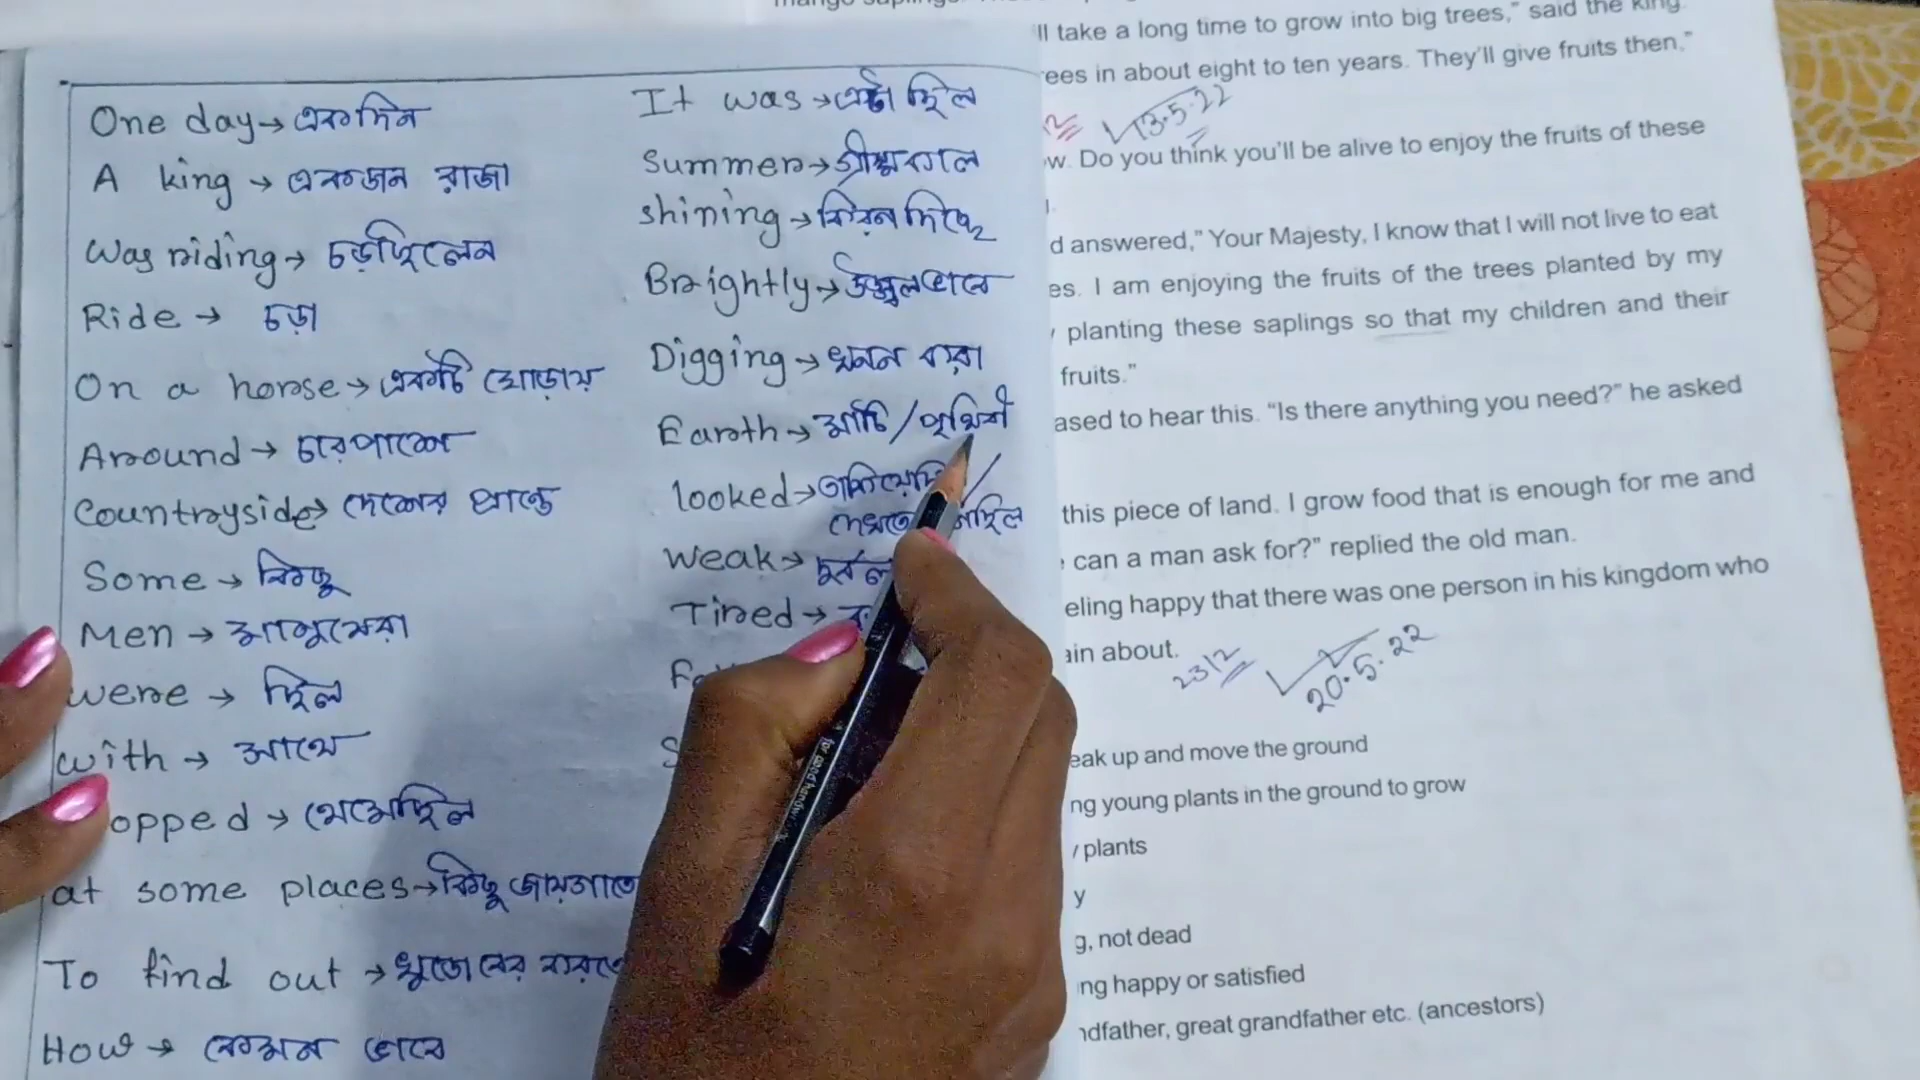 One day → একদিন
A king → একজন রাজা
Was riding → চড়ছিলেন
Ride → চড়া
On a horse → একটি ঘোড়ায়
Around → চারপাশে
Countryside → দেশের প্রান্তে
Some → কিছু
Men → মানুষেরা
were → ছিল
with → সাথে
opped → থেমেছিল
at some places → কিছু জায়গাতে
To find out → খুজে বের করতে
How → কেমন ভাবে
It was → এটা ছিল
Summer → গ্রীষ্মকাল
shining → কিরন দিচ্ছে
Brightly → উজ্জ্বলভাবে
Digging → খনন করা
Earth → মাটি / পৃথিবী
looked →
Weak → দুর্বল
Tired →
ll take a long time to grow into big trees," said the king.
ees in about eight to ten years. They'll give fruits then."
13.5.22
w. Do you think you'll be alive to enjoy the fruits of these
d answered," Your Majesty, I know that I will not live to eat
es. I am enjoying the fruits of the trees planted by my
planting these saplings so that my children and their
fruits."
ased to hear this. "Is there anything you need?" he asked
this piece of land. I grow food that is enough for me and
can a man ask for?" replied the old man.
eling happy that there was one person in his kingdom who
ain about.
2312
20.5.22
eak up and move the ground
ng young plants in the ground to grow
plants
y
g, not dead
ng happy or satisfied
ndfather, great grandfather etc. (ancestors)
for good handwr